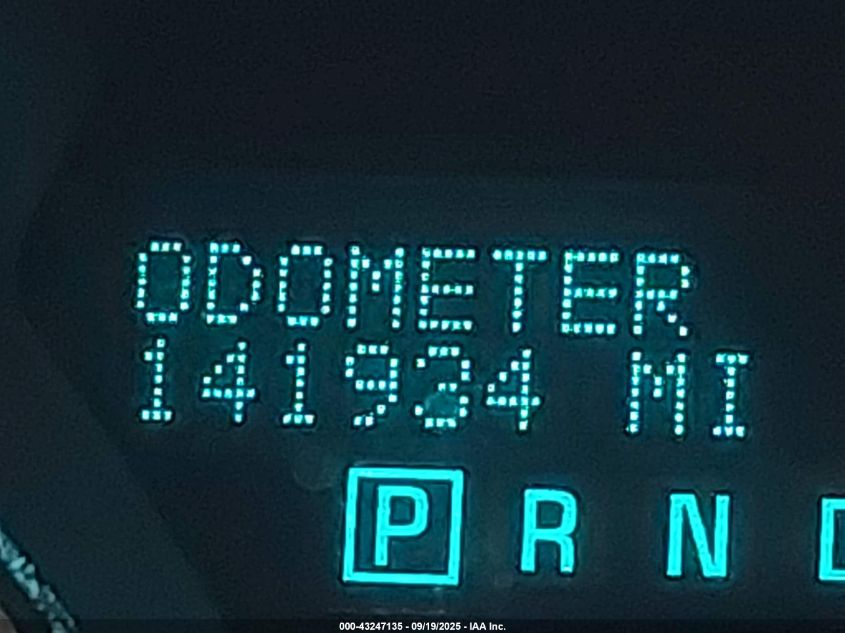 ODOMETER
141934 MI
P R N D
000-43247135 - 09/19/2025 - IAA Inc.